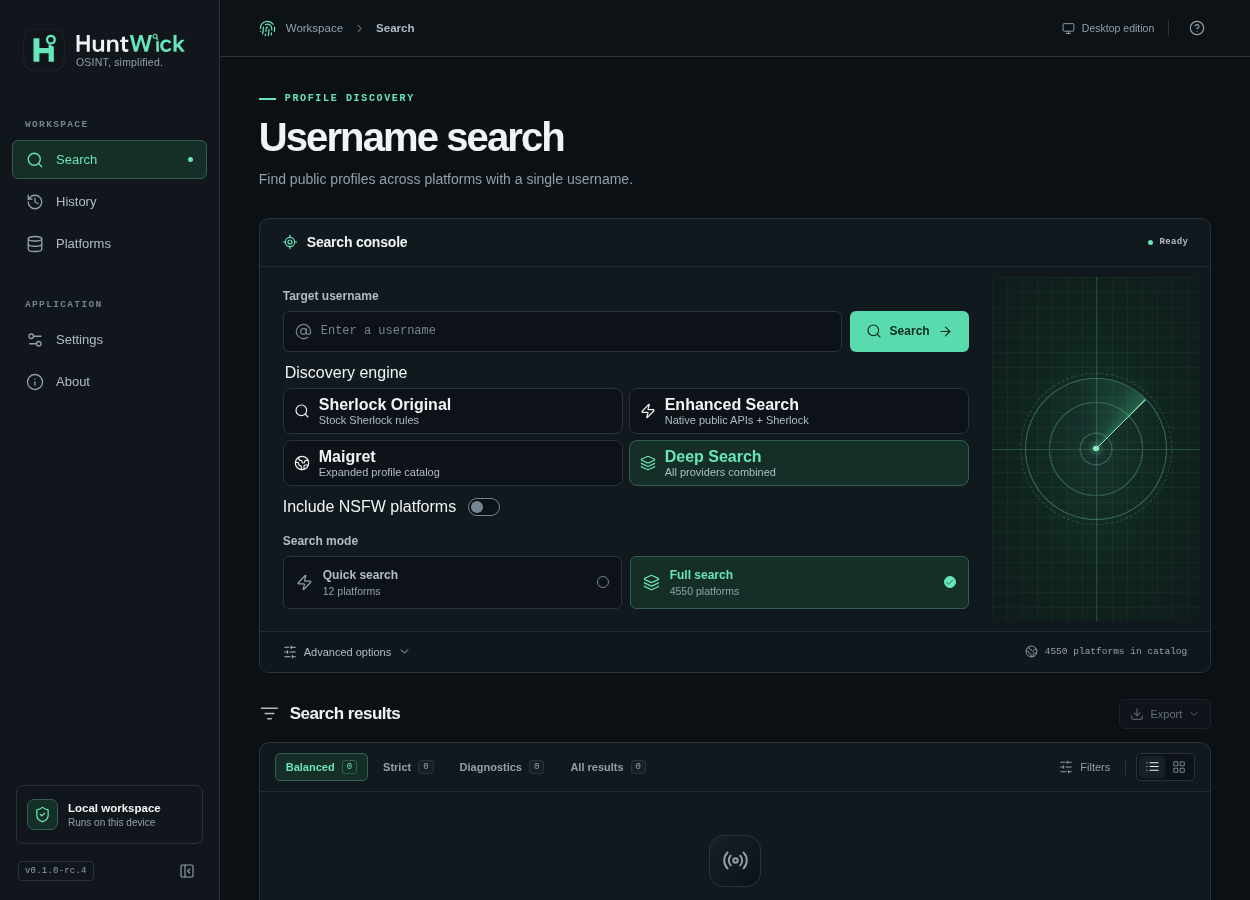 HuntWick
OSINT, simplified.
WORKSPACE
Search
History
Platforms
APPLICATION
Settings
About
Local workspace
Runs on this device
v0.1.0-rc.4
Workspace
Search
Desktop edition
PROFILE DISCOVERY
Username search
Find public profiles across platforms with a single username.
Search console
Ready
Target username
Enter a username
Search
Discovery engine
Sherlock Original
Stock Sherlock rules
Enhanced Search
Native public APIs + Sherlock
Maigret
Expanded profile catalog
Deep Search
All providers combined
Include NSFW platforms
Search mode
Quick search
12 platforms
Full search
4550 platforms
Advanced options
4550 platforms in catalog
Search results
Export
Balanced 0
Strict 0
Diagnostics 0
All results 0
Filters